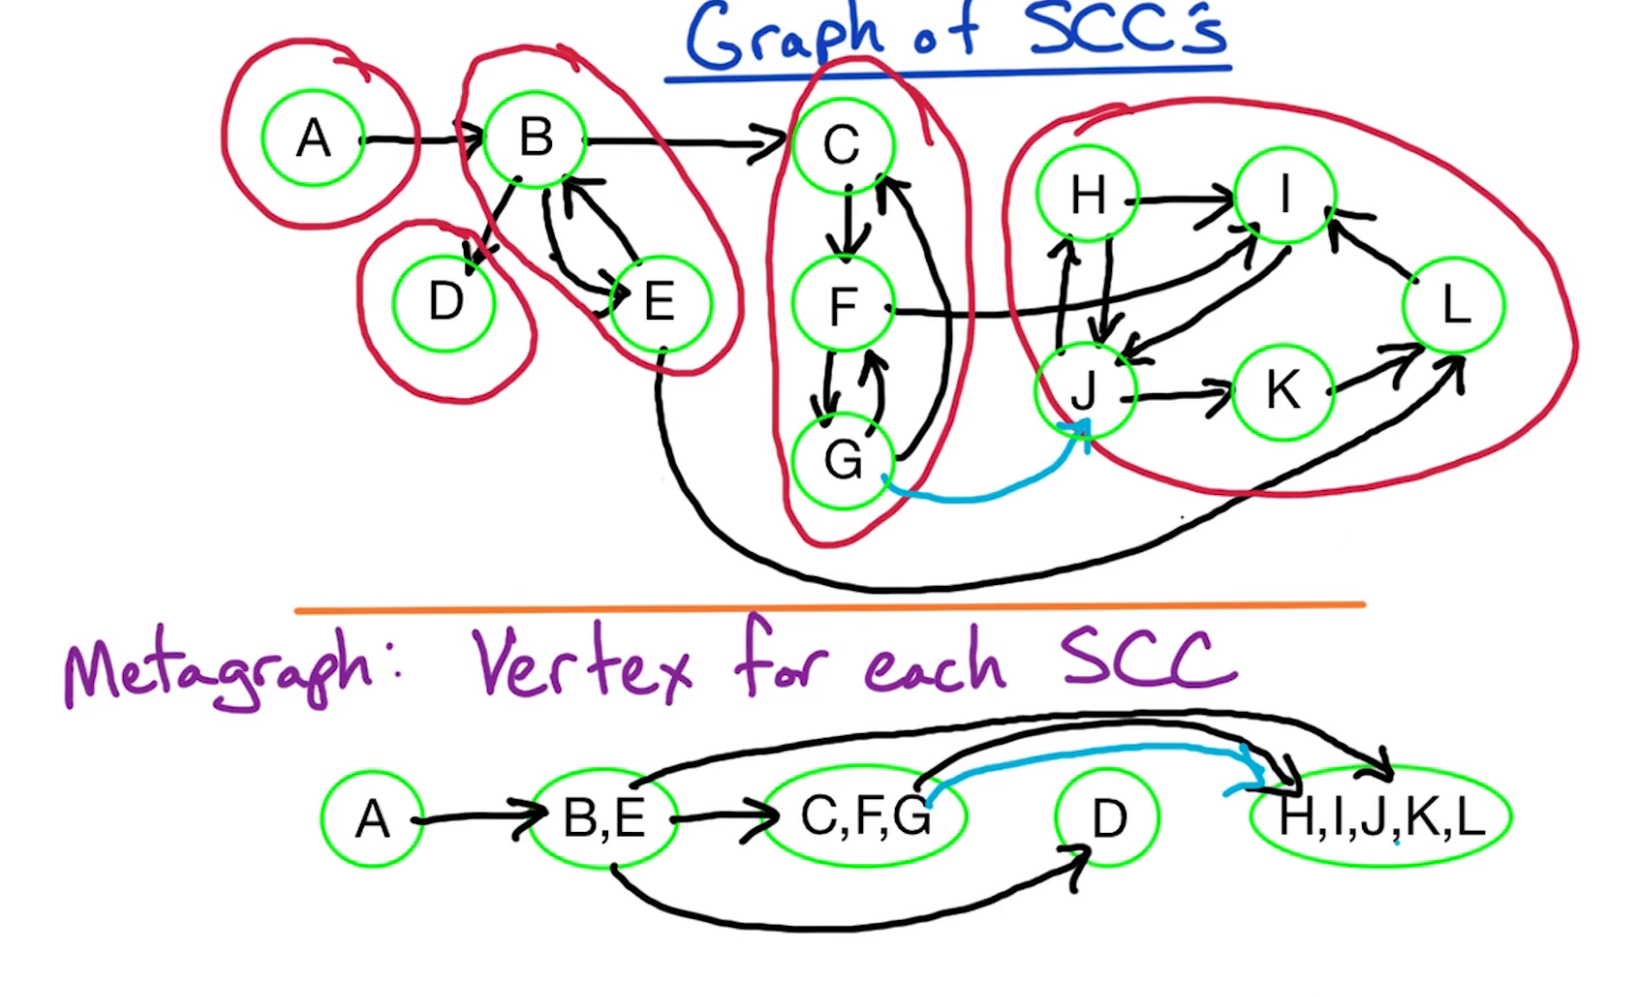 Graph of SCC's
A B C H I
D E F L
J K
G
Metagraph: Vertex for each SCC
A B,E C,F,G D H,I,J,K,L